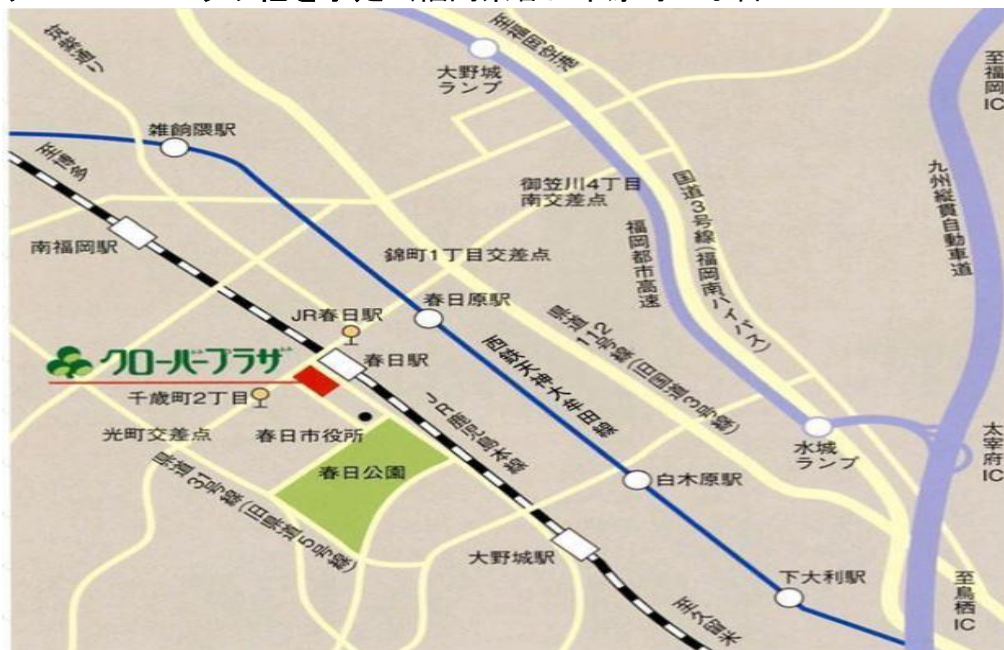 筑紫通り
至福岡空港
至福岡IC
大野城
ランプ
雑餉隈駅
至博多
御笠川4丁目
南交差点
国道3号線(福岡南バイパス)
九州縦貫自動車道
福岡都市高速
南福岡駅
錦町1丁目交差点
春日原駅
JR春日駅
県道112号線(旧国道3号線)
西鉄天神大牟田線
クローバープラザ
春日駅
千歳町2丁目
JR鹿児島本線
光町交差点
春日市役所
水城
ランプ
太宰府IC
春日公園
県道31号線(旧県道5号線)
白木原駅
大野城駅
下大利駅
至久留米
至鳥栖IC